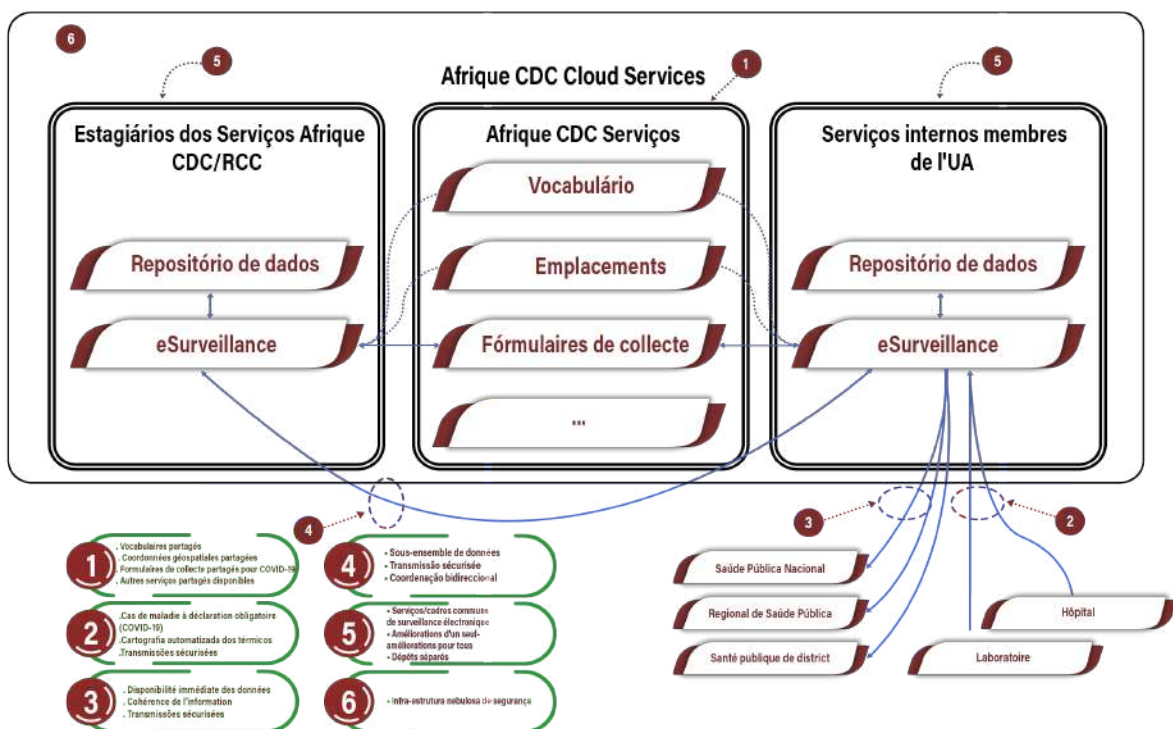 6
5
1
5
Afrique CDC Cloud Services
Estagiários dos Serviços Afrique
CDC/RCC
Repositório de dados
eSurveillance
Afrique CDC Serviços
Vocabulário
Emplacements
Fórmulaires de collecte
...
Serviços internos membres
de l'UA
Repositório de dados
eSurveillance
4
3
2
1
. Vocabulaires partagés
. Coordonnées géospatiales partagées
. Formulaires de collecte partagés pour COVID-19
. Autres serviços partagés disponibles
2
.Cas de maladie à déclaration obligatoire
(COVID-19)
.Cartografia automatizada dos térmicos
.Transmissões sécurisées
3
. Disponibilité immédiate des données
. Cohérence de l'information
. Transmissões sécurisées
4
• Sous-ensemble de données
• Transmissão sécurisée
• Coordenação bidireccional
5
• Serviços/cadres communs
de surveillance électronique
• Améliorations d'un seul-
améliorations pour tous
• Dépôts séparés
6
• Infra-estrutura nebulosa de segurança
Saúde Pública Nacional
Regional de Saúde Pública
Santé publique de district
Hôpital
Laboratoire